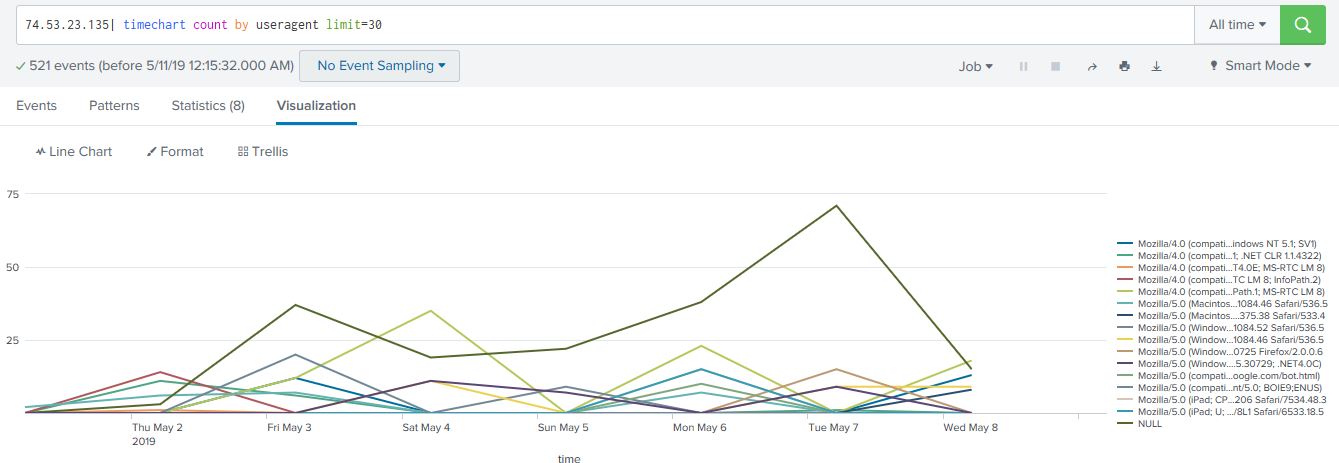 74.53.23.135| timechart count by useragent limit=30
All time
521 events (before 5/11/19 12:15:32.000 AM)
No Event Sampling
Job
Smart Mode
Events
Patterns
Statistics (8)
Visualization
Line Chart
Format
Trellis
75
50
25
Thu May 2
2019
Fri May 3
Sat May 4
Sun May 5
Mon May 6
Tue May 7
Wed May 8
time
Mozilla/4.0 (compati...indows NT 5.1; SV1)
Mozilla/4.0 (compati...1; .NET CLR 1.1.4322)
Mozilla/4.0 (compati...T4.0E; MS-RTC LM 8)
Mozilla/4.0 (compati...TC LM 8; InfoPath.2)
Mozilla/4.0 (compati...Path.1; MS-RTC LM 8)
Mozilla/5.0 (Macintos...1084.46 Safari/536.5
Mozilla/5.0 (Macintos....375.38 Safari/533.4
Mozilla/5.0 (Window...1084.52 Safari/536.5
Mozilla/5.0 (Window...1084.46 Safari/536.5
Mozilla/5.0 (Window...0725 Firefox/2.0.0.6
Mozilla/5.0 (Window....5.30729; .NET4.0C)
Mozilla/5.0 (compati...oogle.com/bot.html)
Mozilla/5.0 (compati...nt/5.0; BOIE9;ENUS)
Mozilla/5.0 (iPad; CP...206 Safari/7534.48.3
Mozilla/5.0 (iPad; U; .../8L1 Safari/6533.18.5
NULL